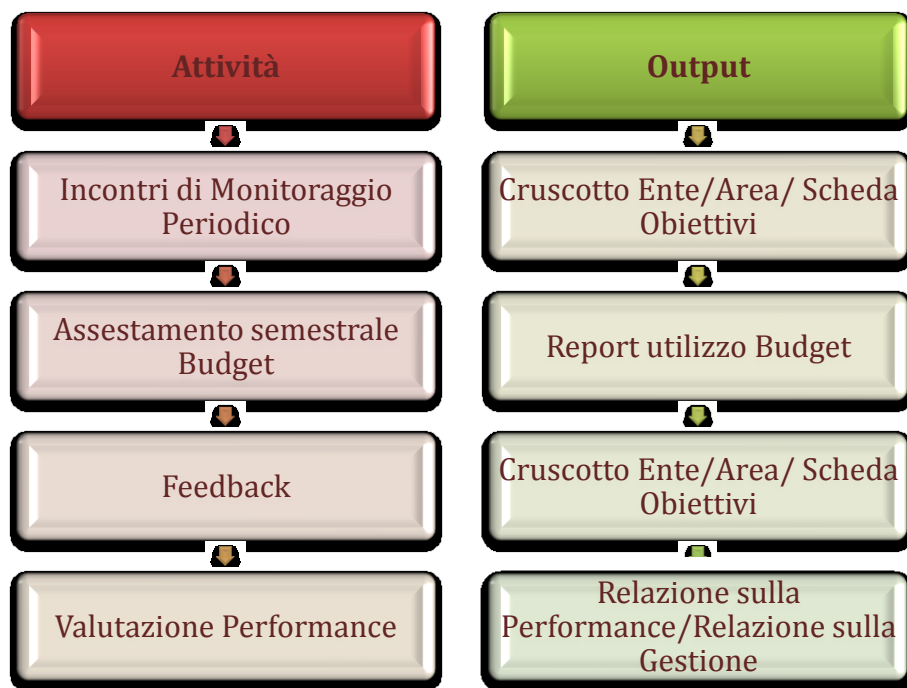 Attività
Incontri di Monitoraggio
Periodico
Assestamento semestrale
Budget
Feedback
Valutazione Performance
Output
Cruscotto Ente/Area/ Scheda
Obiettivi
Report utilizzo Budget
Cruscotto Ente/Area/ Scheda
Obiettivi
Relazione sulla
Performance/Relazione sulla
Gestione